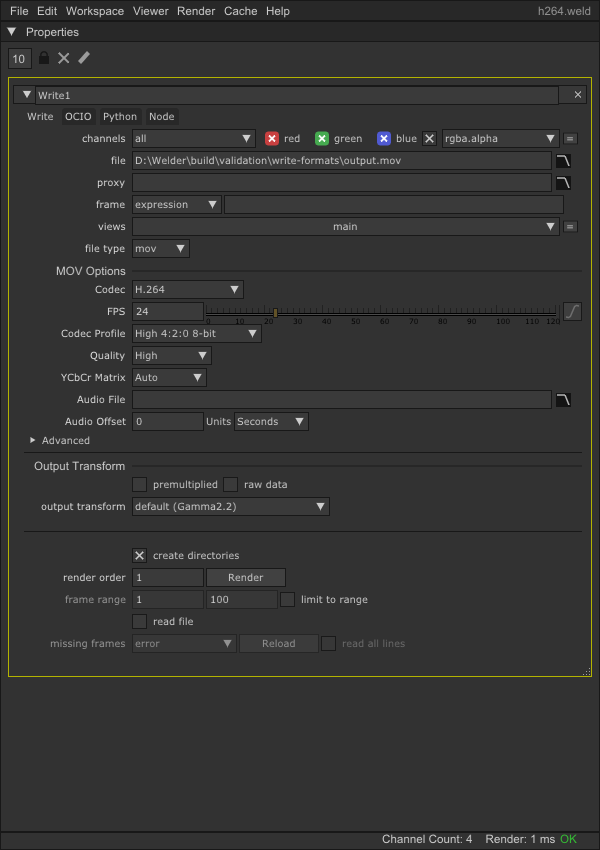 File Edit Workspace Viewer Render Cache Help h264.weld
Properties
10
Write1
Write OCIO Python Node
channels all red green blue rgba.alpha =
file D:\Welder\build\validation\write-formats\output.mov
proxy
frame expression
views main =
file type mov
MOV Options
Codec H.264
FPS 24 0 10 20 30 40 50 60 70 80 90 100 110 120
Codec Profile High 4:2:0 8-bit
Quality High
YCbCr Matrix Auto
Audio File
Audio Offset 0 Units Seconds
Advanced
Output Transform
premultiplied raw data
output transform default (Gamma2.2)
create directories
render order 1 Render
frame range 1 100 limit to range
read file
missing frames error Reload read all lines
Channel Count: 4 Render: 1 ms OK